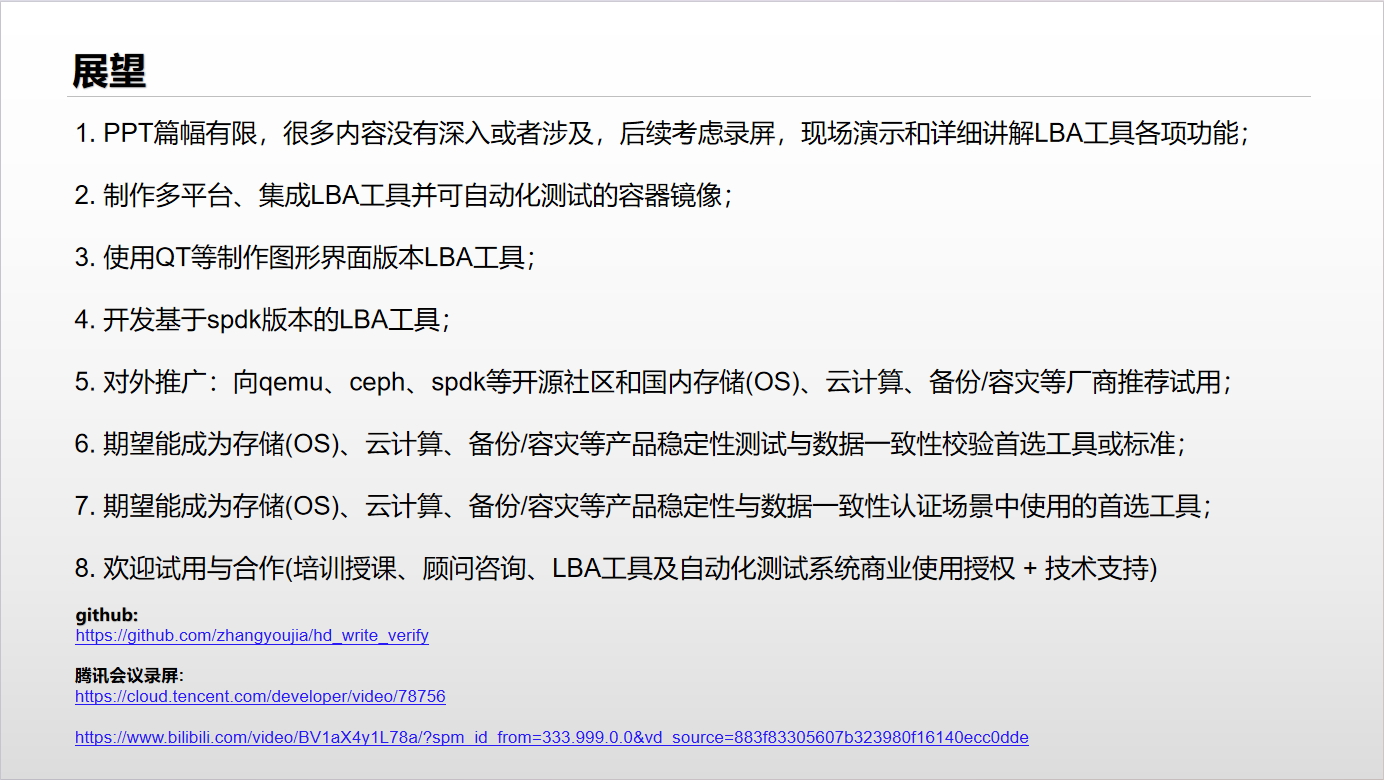 展望
1. PPT篇幅有限，很多内容没有深入或者涉及，后续考虑录屏，现场演示和详细讲解LBA工具各项功能；
2. 制作多平台、集成LBA工具并可自动化测试的容器镜像；
3. 使用QT等制作图形界面版本LBA工具；
4. 开发基于spdk版本的LBA工具；
5. 对外推广：向qemu、ceph、spdk等开源社区和国内存储(OS)、云计算、备份/容灾等厂商推荐试用；
6. 期望能成为存储(OS)、云计算、备份/容灾等产品稳定性测试与数据一致性校验首选工具或标准；
7. 期望能成为存储(OS)、云计算、备份/容灾等产品稳定性与数据一致性认证场景中使用的首选工具；
8. 欢迎试用与合作(培训授课、顾问咨询、LBA工具及自动化测试系统商业使用授权 + 技术支持)
github:
https://github.com/zhangyoujia/hd_write_verify
腾讯会议录屏:
https://cloud.tencent.com/developer/video/78756
https://www.bilibili.com/video/BV1aX4y1L78a/?spm_id_from=333.999.0.0&vd_source=883f83305607b323980f16140ecc0dde